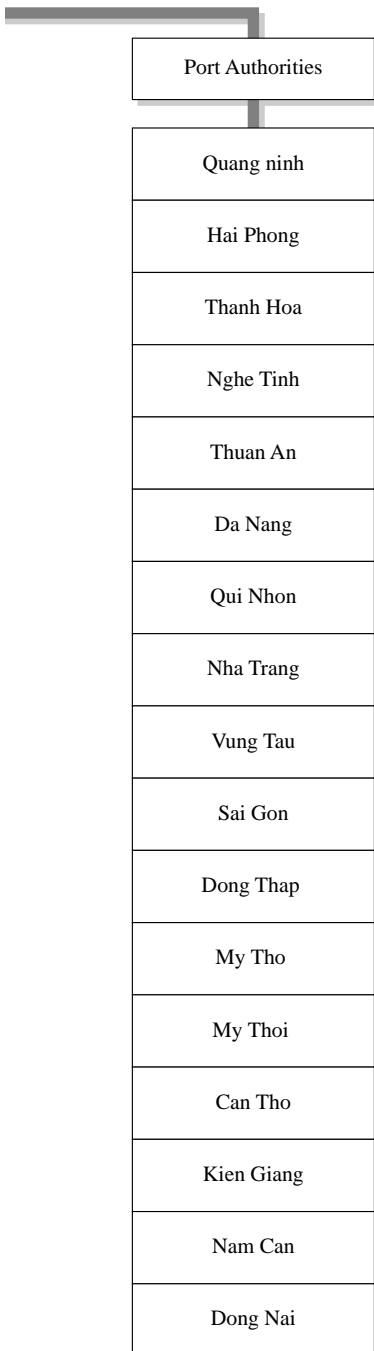 Port Authorities
Quang ninh
Hai Phong
Thanh Hoa
Nghe Tinh
Thuan An
Da Nang
Qui Nhon
Nha Trang
Vung Tau
Sai Gon
Dong Thap
My Tho
My Thoi
Can Tho
Kien Giang
Nam Can
Dong Nai